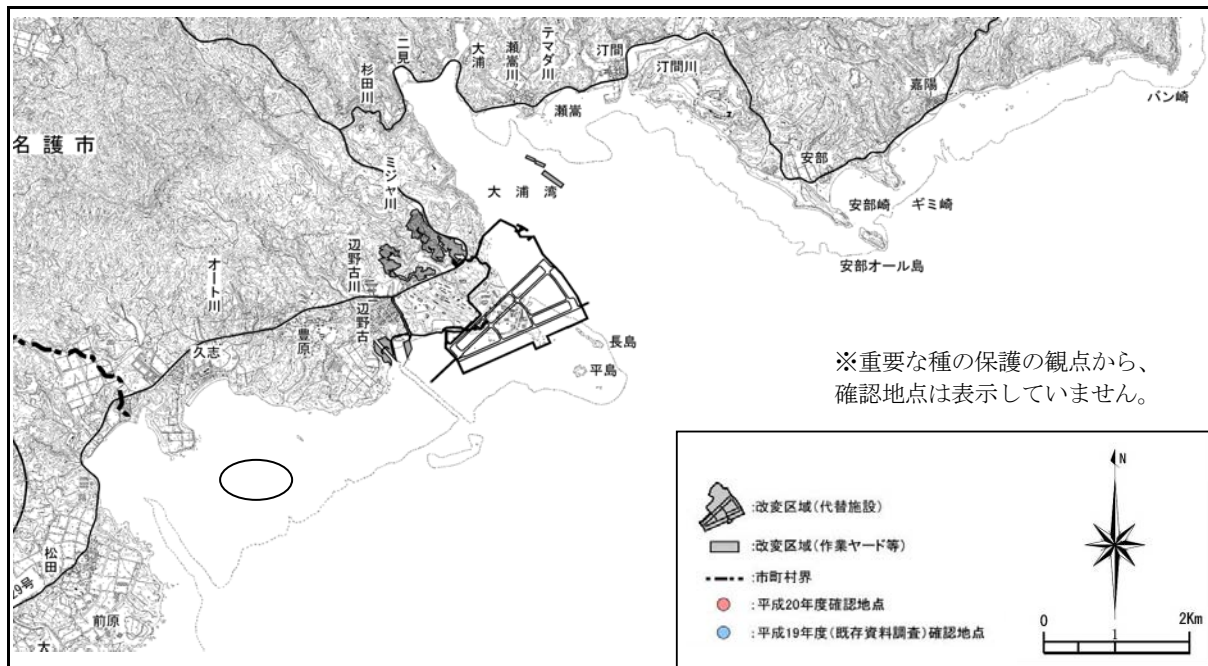 名護市
杉田川
二見
大浦
瀬嵩川
テマダ川
汀間
汀間川
瀬嵩
嘉陽
バン崎
安部
安部崎
ギミ崎
安部オール島
大浦湾
ミジャ川
辺野古川
辺野古
オート川
久志
豊原
長島
平島
松田
前原
29号
大
※重要な種の保護の観点から、
確認地点は表示していません。
:改変区域(代替施設)
:改変区域(作業ヤード等)
:市町村界
:平成20年度確認地点
:平成19年度(既存資料調査)確認地点
N
0 1 2Km